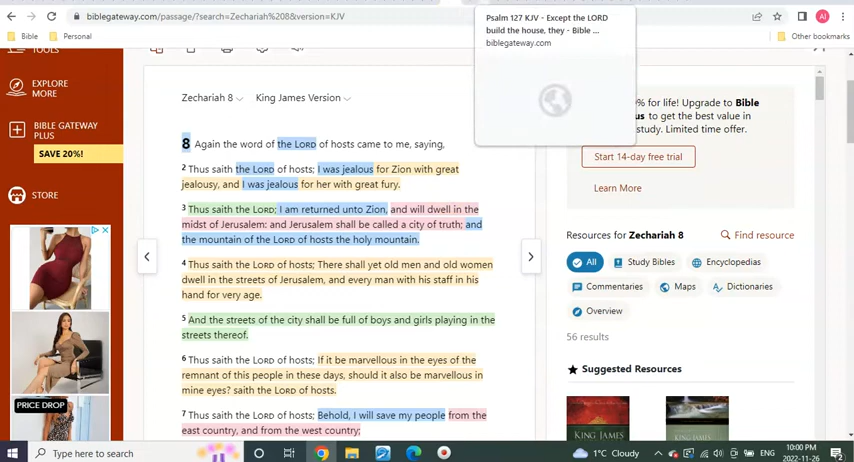 biblegateway.com/passage/?search=Zechariah%208&version=KJV
AI
Bible
Personal
Other bookmarks
Psalm 127 KJV - Except the LORD
build the house, they - Bible ...
biblegateway.com
TOOLS
EXPLORE
MORE
BIBLE GATEWAY
PLUS
SAVE 20%!
STORE
PRICE DROP
Zechariah 8
King James Version
8 Again the word of the LORD of hosts came to me, saying,
2 Thus saith the LORD of hosts; I was jealous for Zion with great
jealousy, and I was jealous for her with great fury.
3 Thus saith the LORD; I am returned unto Zion, and will dwell in the
midst of Jerusalem: and Jerusalem shall be called a city of truth; and
the mountain of the LORD of hosts the holy mountain.
4 Thus saith the LORD of hosts; There shall yet old men and old women
dwell in the streets of Jerusalem, and every man with his staff in his
hand for very age.
5 And the streets of the city shall be full of boys and girls playing in the
streets thereof.
6 Thus saith the LORD of hosts; If it be marvellous in the eyes of the
remnant of this people in these days, should it also be marvellous in
mine eyes? saith the LORD of hosts.
7 Thus saith the LORD of hosts; Behold, I will save my people from the
east country, and from the west country;
% for life! Upgrade to Bible
us to get the best value in
study. Limited time offer.
Start 14-day free trial
Learn More
Resources for Zechariah 8
Find resource
All
Study Bibles
Encyclopedias
Commentaries
Maps
Dictionaries
Overview
56 results
Suggested Resources
KING JAMES
KING JAMES
Type here to search
1°C Cloudy
ENG
10:00 PM
2022-11-26
2